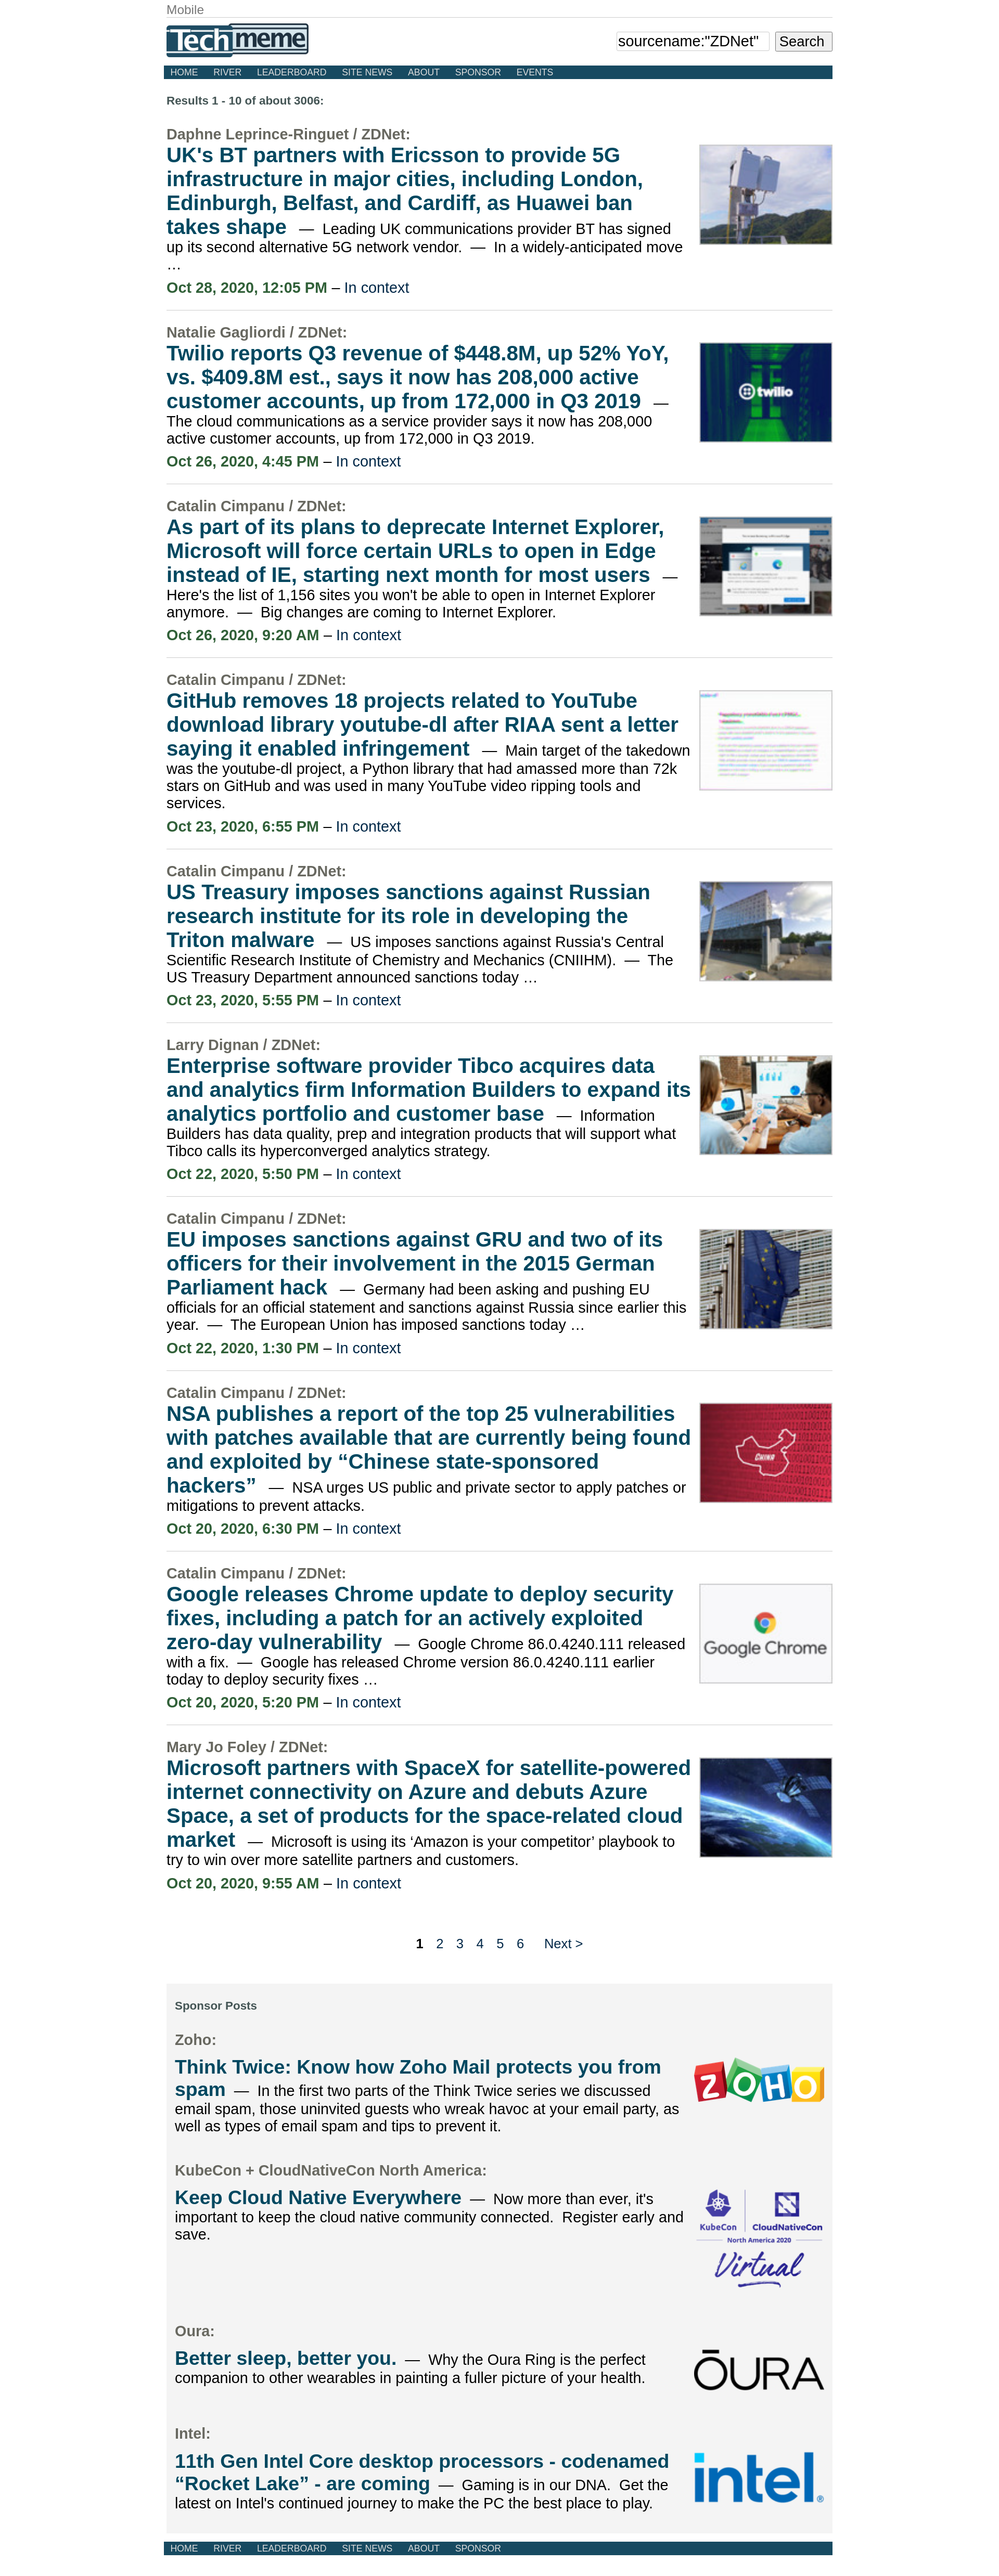 Mobile
Techmeme
sourcename:"ZDNet" Search
HOME RIVER LEADERBOARD SITE NEWS ABOUT SPONSOR EVENTS
Results 1 - 10 of about 3006:
Daphne Leprince-Ringuet / ZDNet:
UK's BT partners with Ericsson to provide 5G
infrastructure in major cities, including London,
Edinburgh, Belfast, and Cardiff, as Huawei ban
takes shape — Leading UK communications provider BT has signed
up its second alternative 5G network vendor. — In a widely-anticipated move
…
Oct 28, 2020, 12:05 PM – In context
Natalie Gagliordi / ZDNet:
Twilio reports Q3 revenue of $448.8M, up 52% YoY,
vs. $409.8M est., says it now has 208,000 active
customer accounts, up from 172,000 in Q3 2019 —
The cloud communications as a service provider says it now has 208,000
active customer accounts, up from 172,000 in Q3 2019.
twilio
Oct 26, 2020, 4:45 PM – In context
Catalin Cimpanu / ZDNet:
As part of its plans to deprecate Internet Explorer,
Microsoft will force certain URLs to open in Edge
instead of IE, starting next month for most users —
Here's the list of 1,156 sites you won't be able to open in Internet Explorer
anymore. — Big changes are coming to Internet Explorer.
Oct 26, 2020, 9:20 AM – In context
Catalin Cimpanu / ZDNet:
GitHub removes 18 projects related to YouTube
download library youtube-dl after RIAA sent a letter
saying it enabled infringement — Main target of the takedown
was the youtube-dl project, a Python library that had amassed more than 72k
stars on GitHub and was used in many YouTube video ripping tools and
services.
Oct 23, 2020, 6:55 PM – In context
Catalin Cimpanu / ZDNet:
US Treasury imposes sanctions against Russian
research institute for its role in developing the
Triton malware — US imposes sanctions against Russia's Central
Scientific Research Institute of Chemistry and Mechanics (CNIIHM). — The
US Treasury Department announced sanctions today …
Oct 23, 2020, 5:55 PM – In context
Larry Dignan / ZDNet:
Enterprise software provider Tibco acquires data
and analytics firm Information Builders to expand its
analytics portfolio and customer base — Information
Builders has data quality, prep and integration products that will support what
Tibco calls its hyperconverged analytics strategy.
Oct 22, 2020, 5:50 PM – In context
Catalin Cimpanu / ZDNet:
EU imposes sanctions against GRU and two of its
officers for their involvement in the 2015 German
Parliament hack — Germany had been asking and pushing EU
officials for an official statement and sanctions against Russia since earlier this
year. — The European Union has imposed sanctions today …
Oct 22, 2020, 1:30 PM – In context
Catalin Cimpanu / ZDNet:
NSA publishes a report of the top 25 vulnerabilities
with patches available that are currently being found
and exploited by “Chinese state-sponsored
hackers” — NSA urges US public and private sector to apply patches or
mitigations to prevent attacks.
CHINA
Oct 20, 2020, 6:30 PM – In context
Catalin Cimpanu / ZDNet:
Google releases Chrome update to deploy security
fixes, including a patch for an actively exploited
zero-day vulnerability — Google Chrome 86.0.4240.111 released
with a fix. — Google has released Chrome version 86.0.4240.111 earlier
today to deploy security fixes …
Google Chrome
Oct 20, 2020, 5:20 PM – In context
Mary Jo Foley / ZDNet:
Microsoft partners with SpaceX for satellite-powered
internet connectivity on Azure and debuts Azure
Space, a set of products for the space-related cloud
market — Microsoft is using its ‘Amazon is your competitor’ playbook to
try to win over more satellite partners and customers.
Oct 20, 2020, 9:55 AM – In context
1 2 3 4 5 6 Next >
Sponsor Posts
Zoho:
Think Twice: Know how Zoho Mail protects you from
spam — In the first two parts of the Think Twice series we discussed
email spam, those uninvited guests who wreak havoc at your email party, as
well as types of email spam and tips to prevent it.
ZOHO
KubeCon + CloudNativeCon North America:
Keep Cloud Native Everywhere — Now more than ever, it's
important to keep the cloud native community connected. Register early and
save.
KubeCon CloudNativeCon
North America 2020
Virtual
Oura:
Better sleep, better you. — Why the Oura Ring is the perfect
companion to other wearables in painting a fuller picture of your health.
ŌURA
Intel:
11th Gen Intel Core desktop processors - codenamed
“Rocket Lake” - are coming — Gaming is in our DNA. Get the
latest on Intel's continued journey to make the PC the best place to play.
intel®
HOME RIVER LEADERBOARD SITE NEWS ABOUT SPONSOR